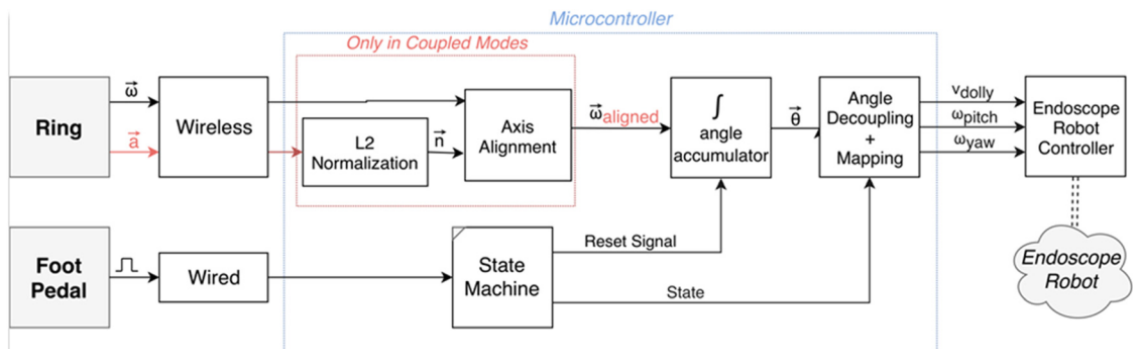 Microcontroller
Only in Coupled Modes
Ring
ω⃗
a⃗
Wireless
L2
Normalization
n⃗
Axis
Alignment
ω⃗aligned
∫
angle
accumulator
θ⃗
Angle
Decoupling
+
Mapping
vdolly
ωpitch
ωyaw
Endoscope
Robot
Controller
Foot
Pedal
Wired
State
Machine
Reset Signal
State
Endoscope
Robot